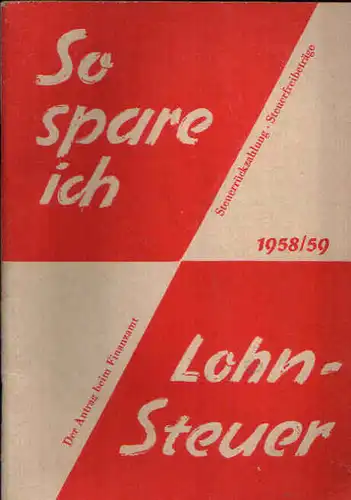 So
spare
ich
Steuerrückzahlung · Steuerfreibeträge
1958/59
Der Antrag beim Finanzamt
Lohn-
Steuer